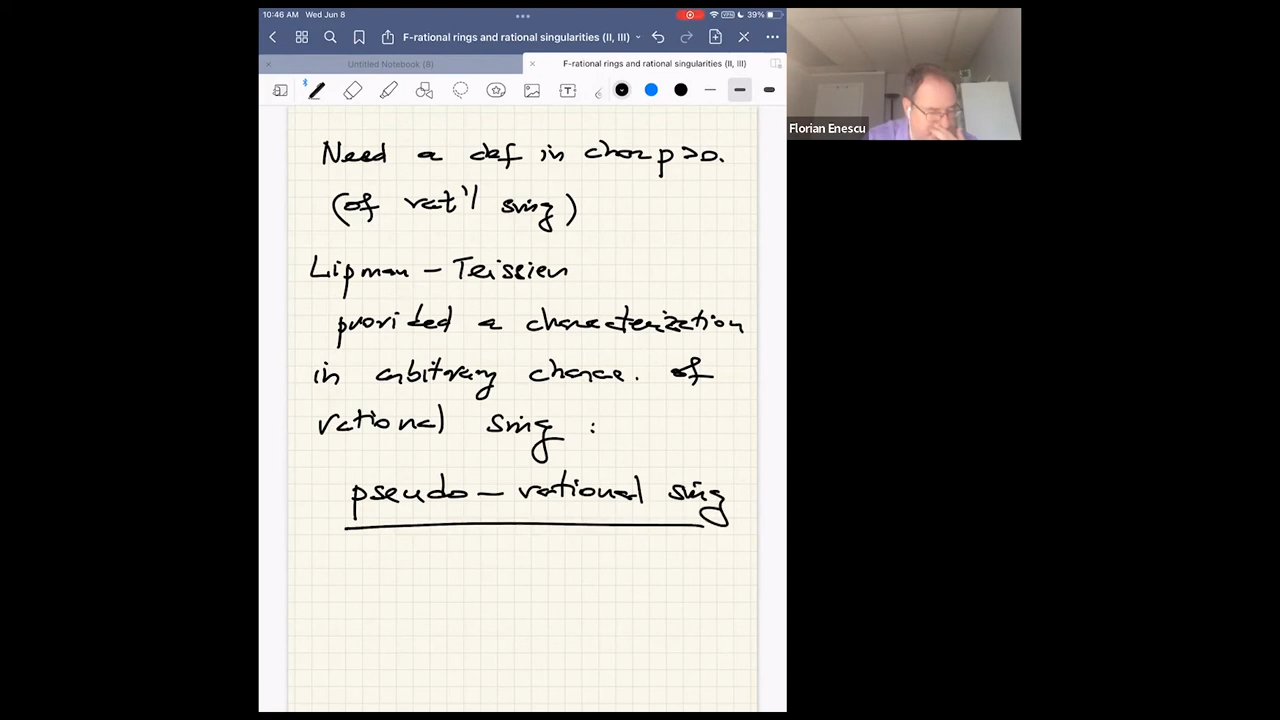 10:46 AM Wed Jun 8
39%
F-rational rings and rational singularities (II, III)
Untitled Notebook (8)
F-rational rings and rational singularities (II, III)
Florian Enescu
Need a def in char p>0.
(of rat'l sing)
Lipman - Teissier
provided a characterization
in arbitrary charac. of
rational sing :
pseudo - rational sing